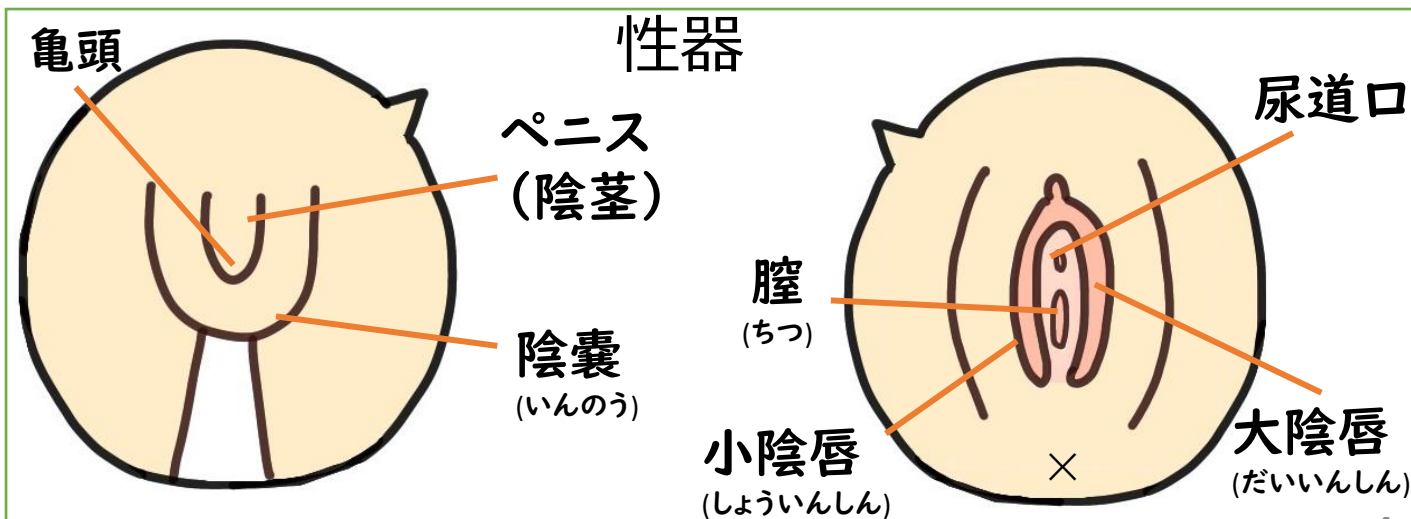 性器
亀頭
ペニス
(陰茎)
陰嚢
(いんのう)
尿道口
膣
(ちつ)
小陰唇
(しょういんしん)
大陰唇
(だいいんしん)
×